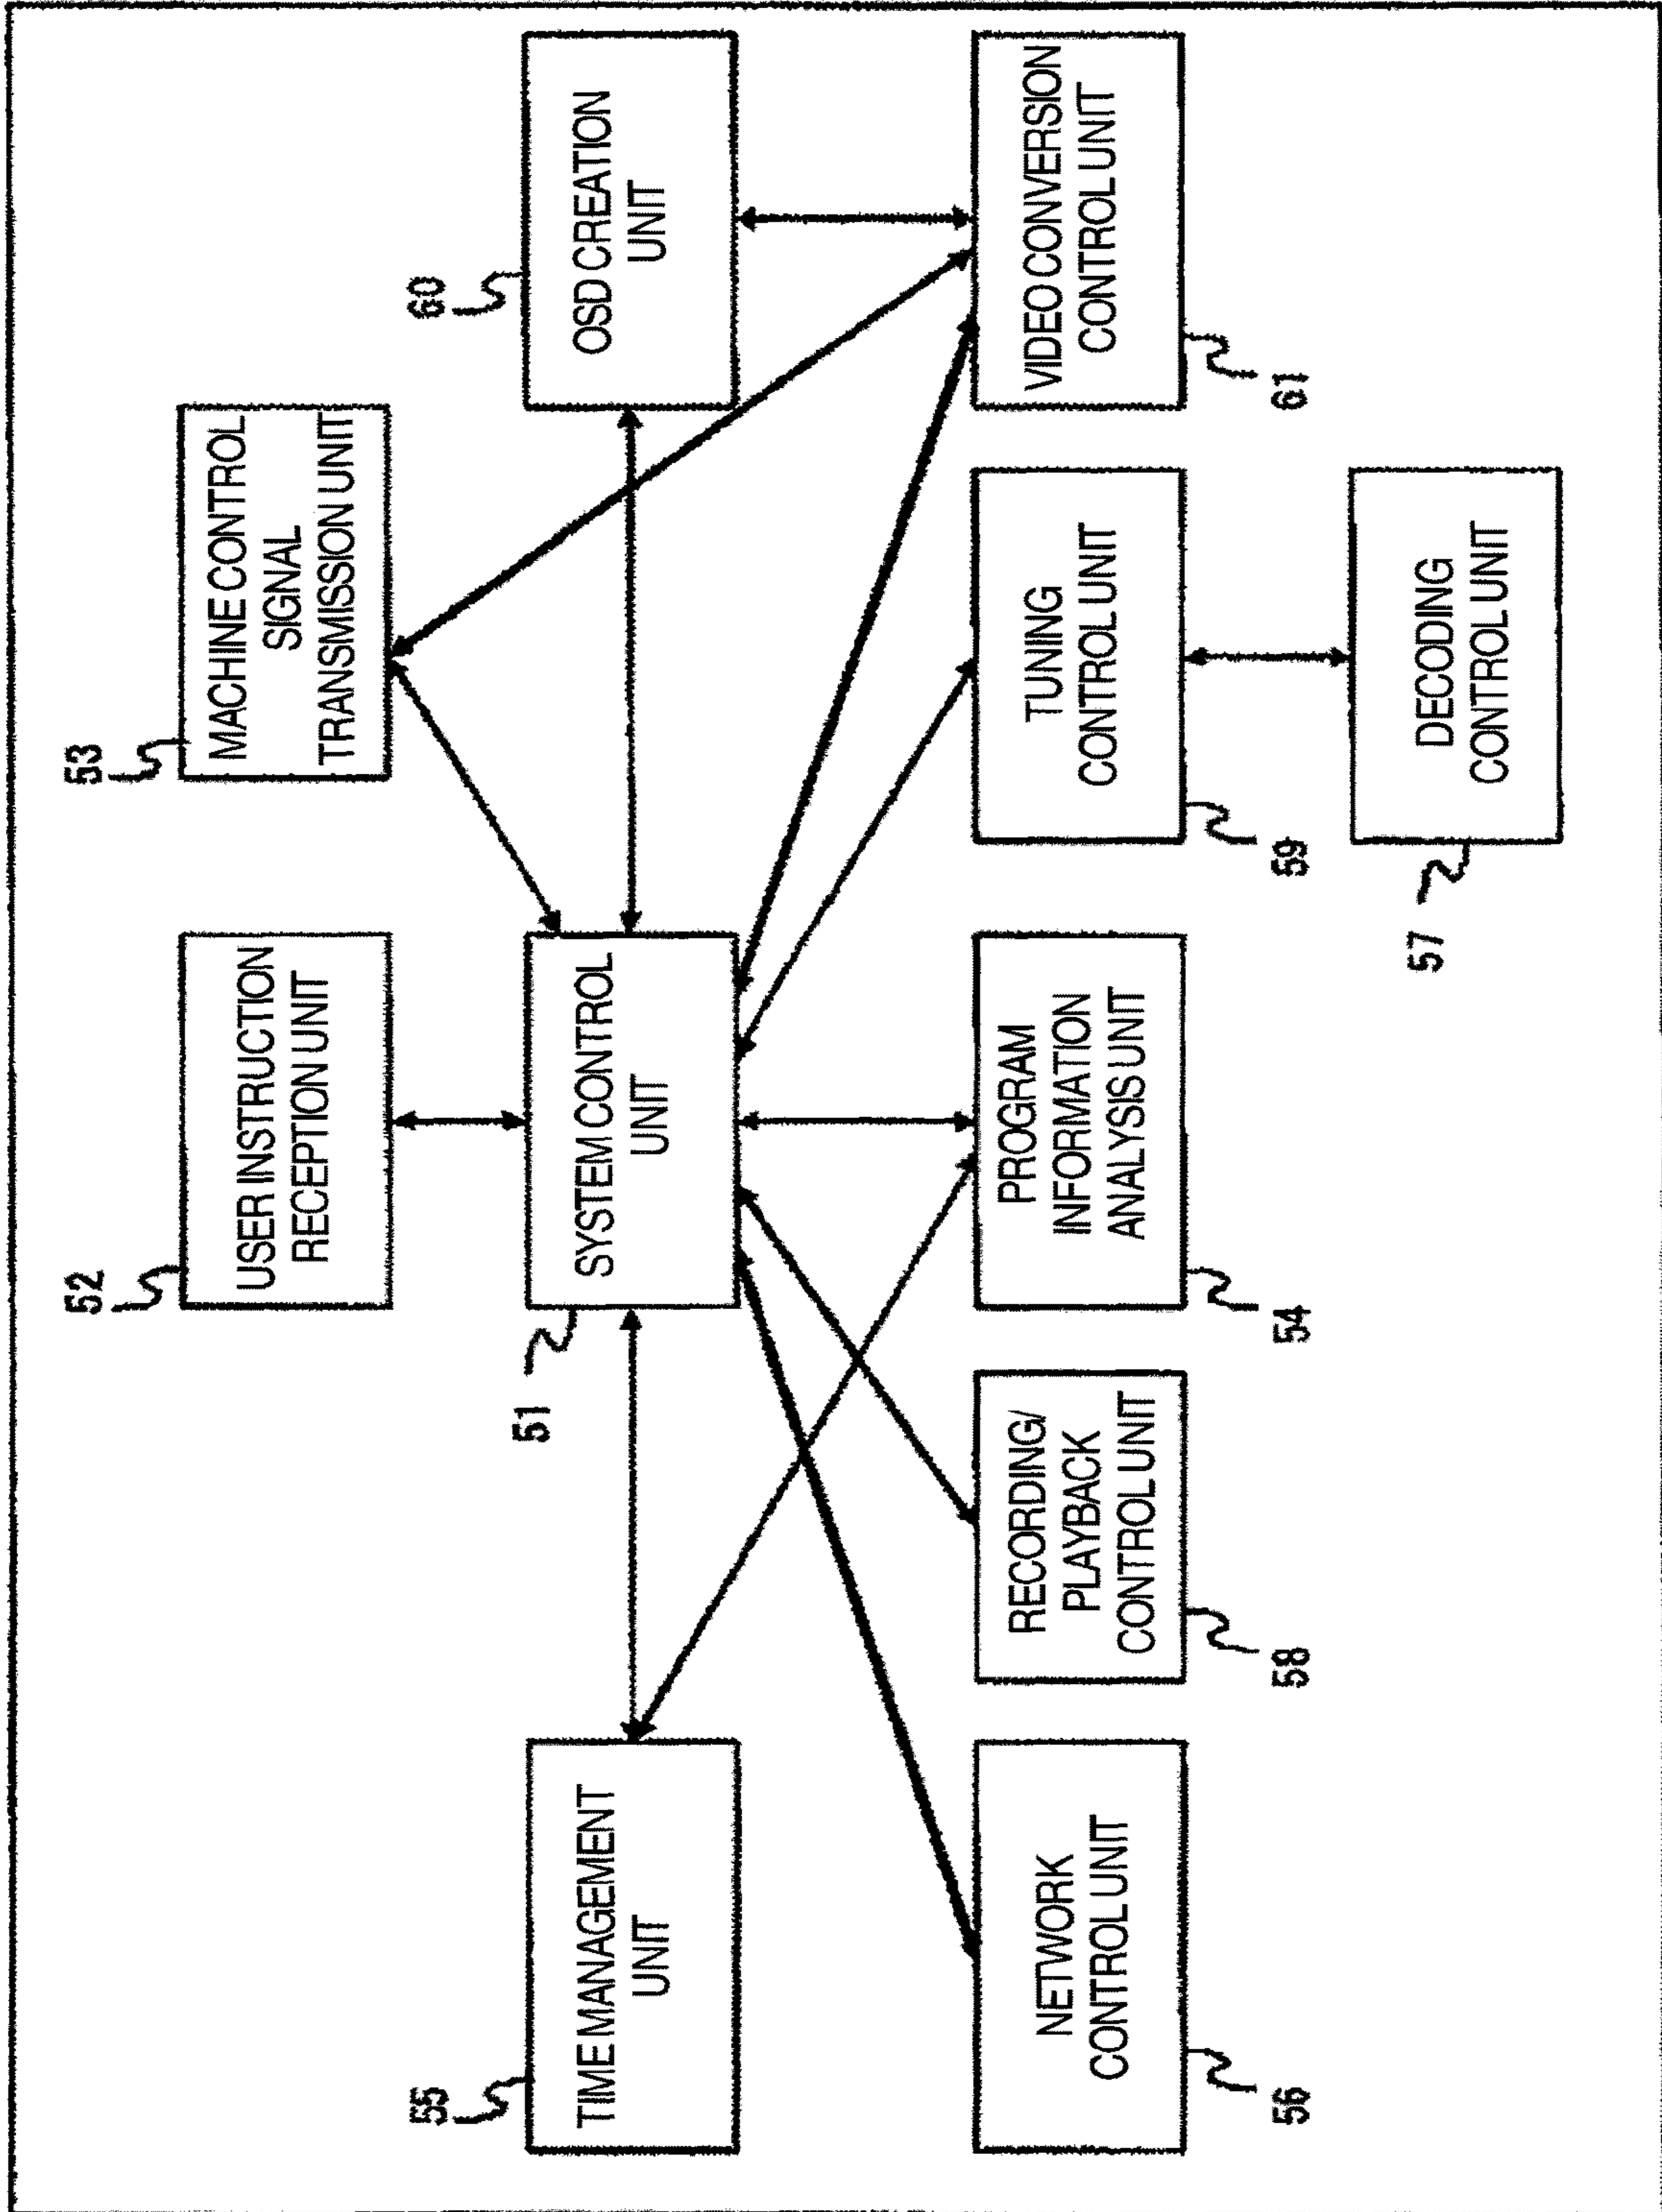 53
MACHINE CONTROL
SIGNAL
TRANSMISSION UNIT
52
USER INSTRUCTION
RECEPTION UNIT
55
TIME MANAGEMENT
UNIT
51
SYSTEM CONTROL
UNIT
60
OSD CREATION
UNIT
NETWORK
CONTROL UNIT
56
RECORDING/
PLAYBACK
CONTROL UNIT
58
PROGRAM
INFORMATION
ANALYSIS UNIT
54
TUNING
CONTROL UNIT
59
VIDEO CONVERSION
CONTROL UNIT
61
57
DECODING
CONTROL UNIT